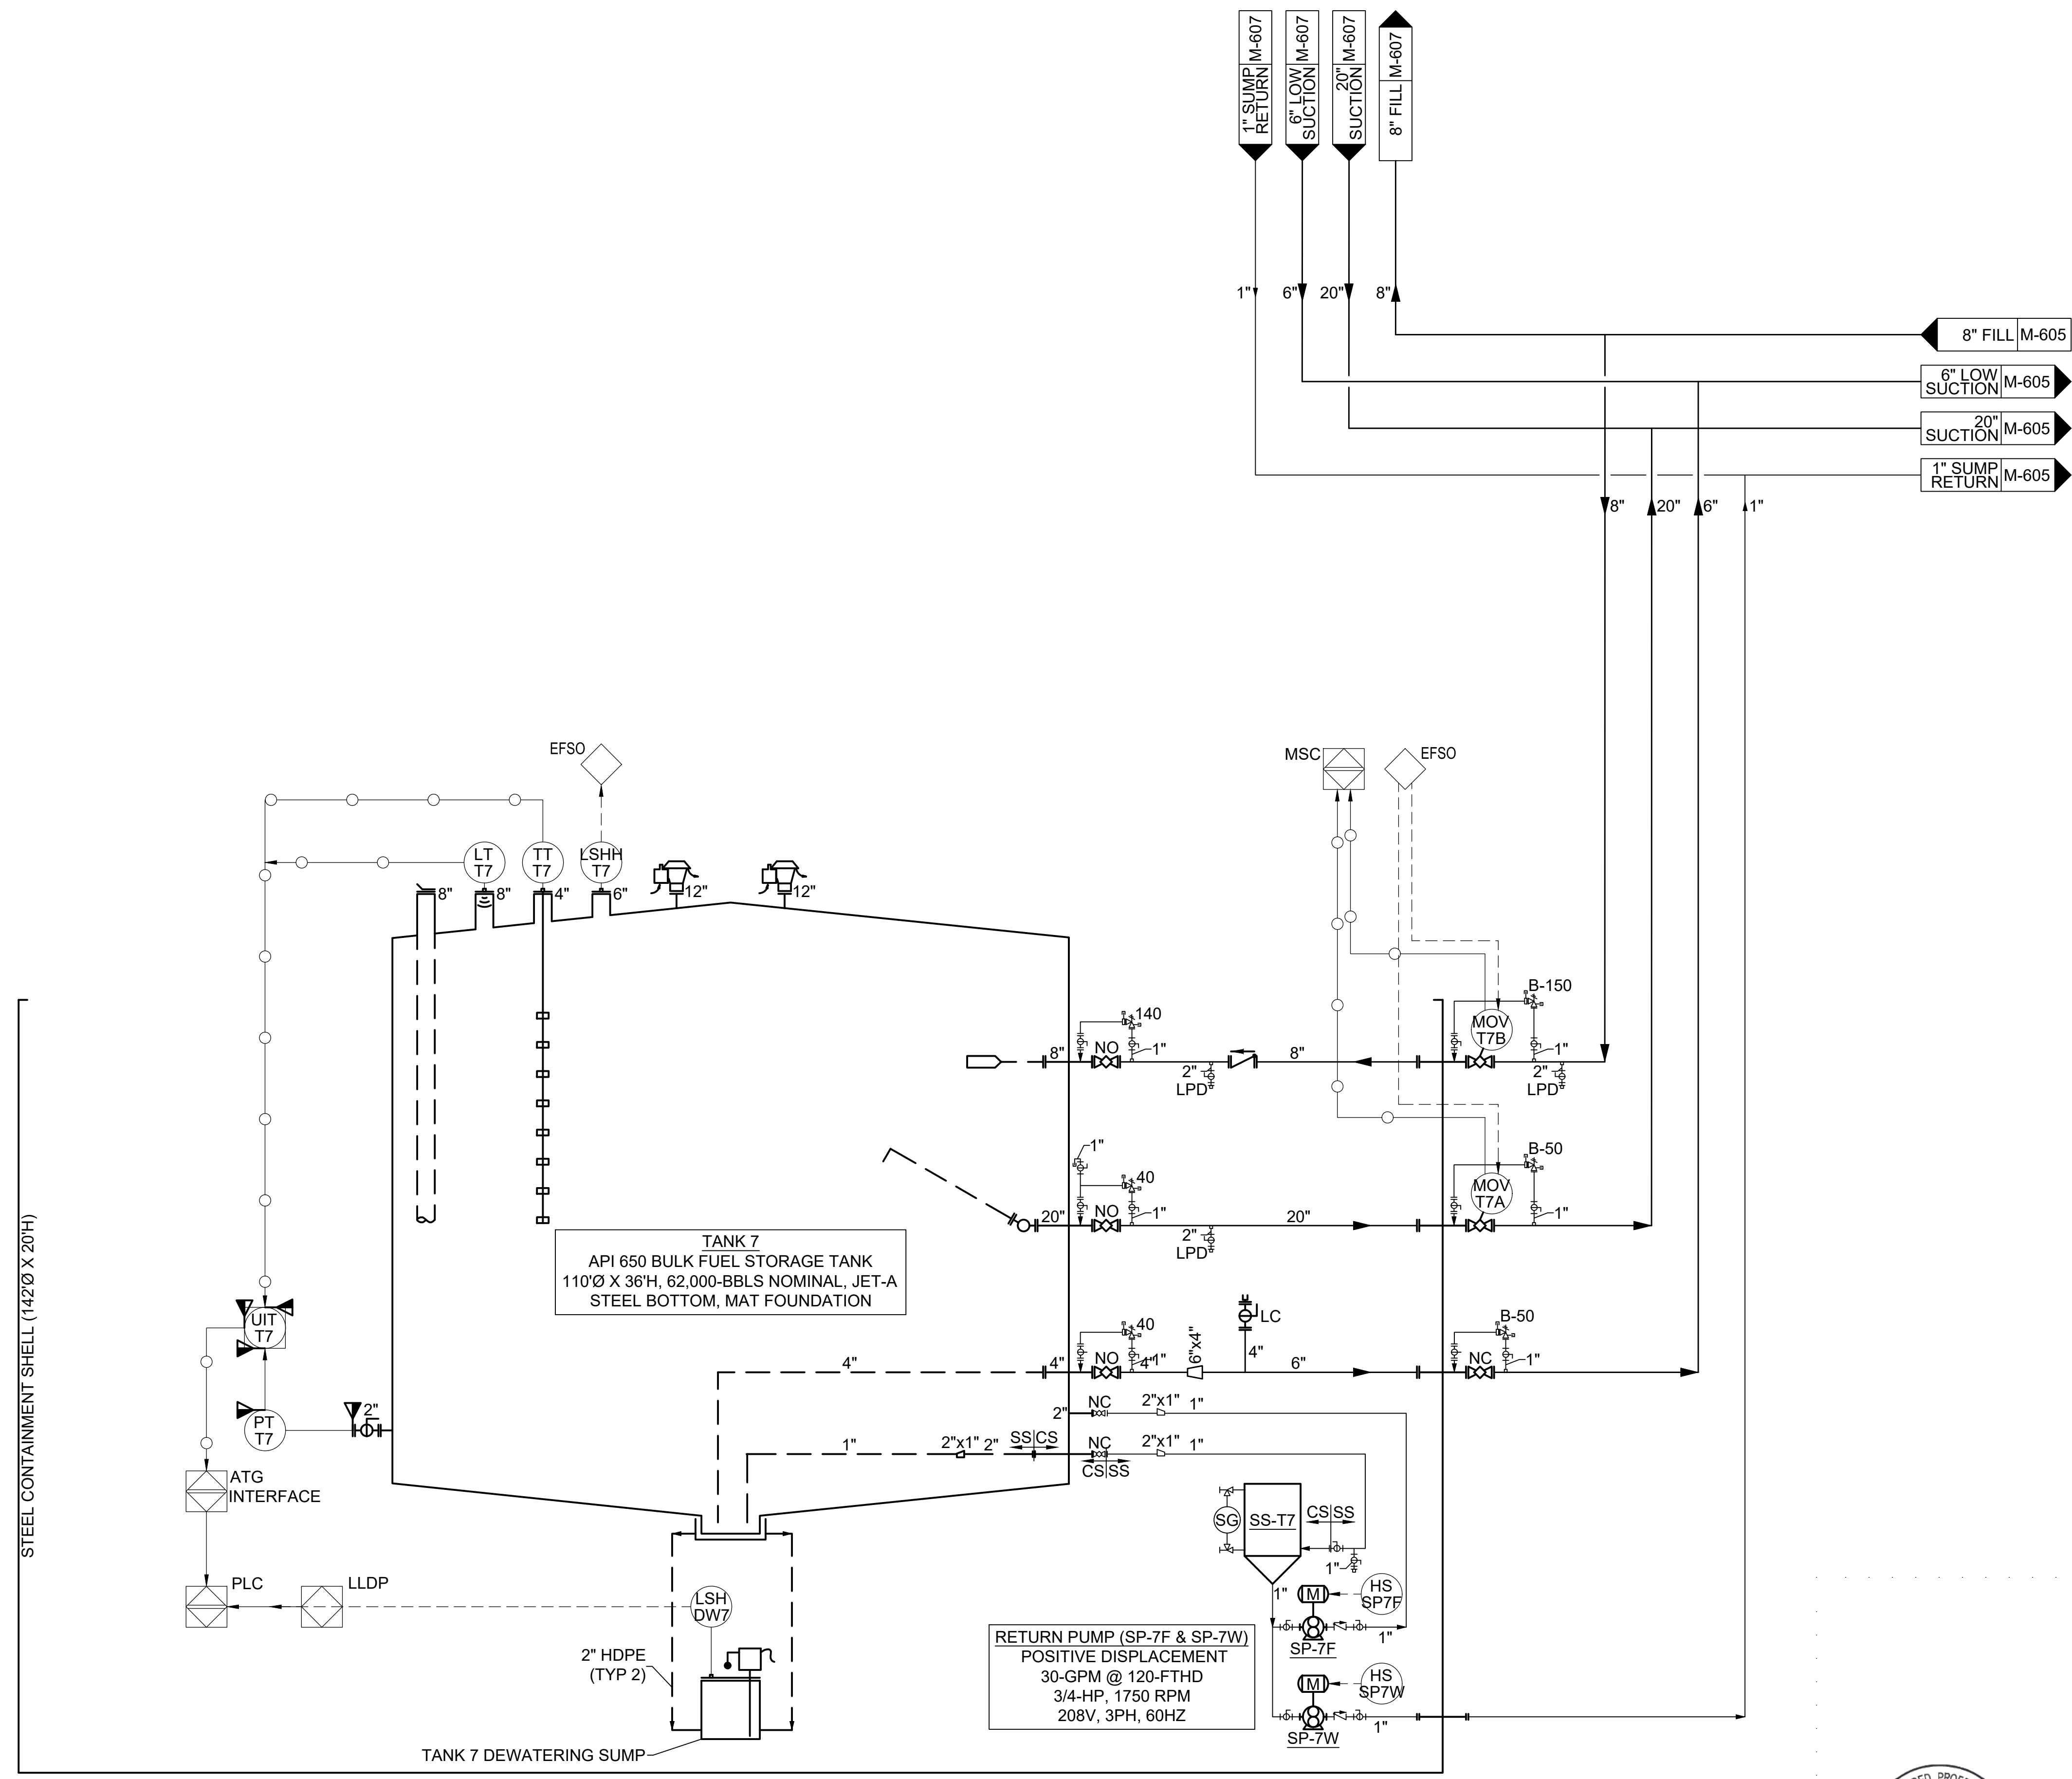 1" SUMP
RETURN
M-607
6" LOW
SUCTION
M-607
20"
SUCTION
M-607
8" FILL
M-607
1"
6"
20"
8"
8" FILL
M-605
6" LOW
SUCTION
M-605
20"
SUCTION
M-605
1" SUMP
RETURN
M-605
8"
20"
6"
1"
EFSO
MSC
EFSO
LT
T7
TT
T7
LSHH
T7
8"
8"
4"
6"
12"
12"
B-150
MOV
T7B
140
8"
NO
1"
8"
1"
2"
LPD
2"
LPD
1"
B-50
MOV
T7A
40
20"
NO
1"
20"
1"
2"
LPD
STEEL CONTAINMENT SHELL (142'Ø X 20'H)
TANK 7
API 650 BULK FUEL STORAGE TANK
110'Ø X 36'H, 62,000-BBLS NOMINAL, JET-A
STEEL BOTTOM, MAT FOUNDATION
UIT
T7
LC
B-50
40
6"x4"
4"
4"
4"
NO
4"
1"
6"
NC
1"
PT
T7
2"
2"
NC
2"x1"
1"
1"
2"x1"
2"
SS|CS
NC
CS|SS
2"x1"
1"
ATG
INTERFACE
SG
SS-T7
CS|SS
1"
PLC
LLDP
LSH
DW7
1"
M
HS
SP7F
SP-7F
1"
2" HDPE
(TYP 2)
RETURN PUMP (SP-7F & SP-7W)
POSITIVE DISPLACEMENT
30-GPM @ 120-FTHD
3/4-HP, 1750 RPM
208V, 3PH, 60HZ
M
HS
SP7W
SP-7W
1"
TANK 7 DEWATERING SUMP